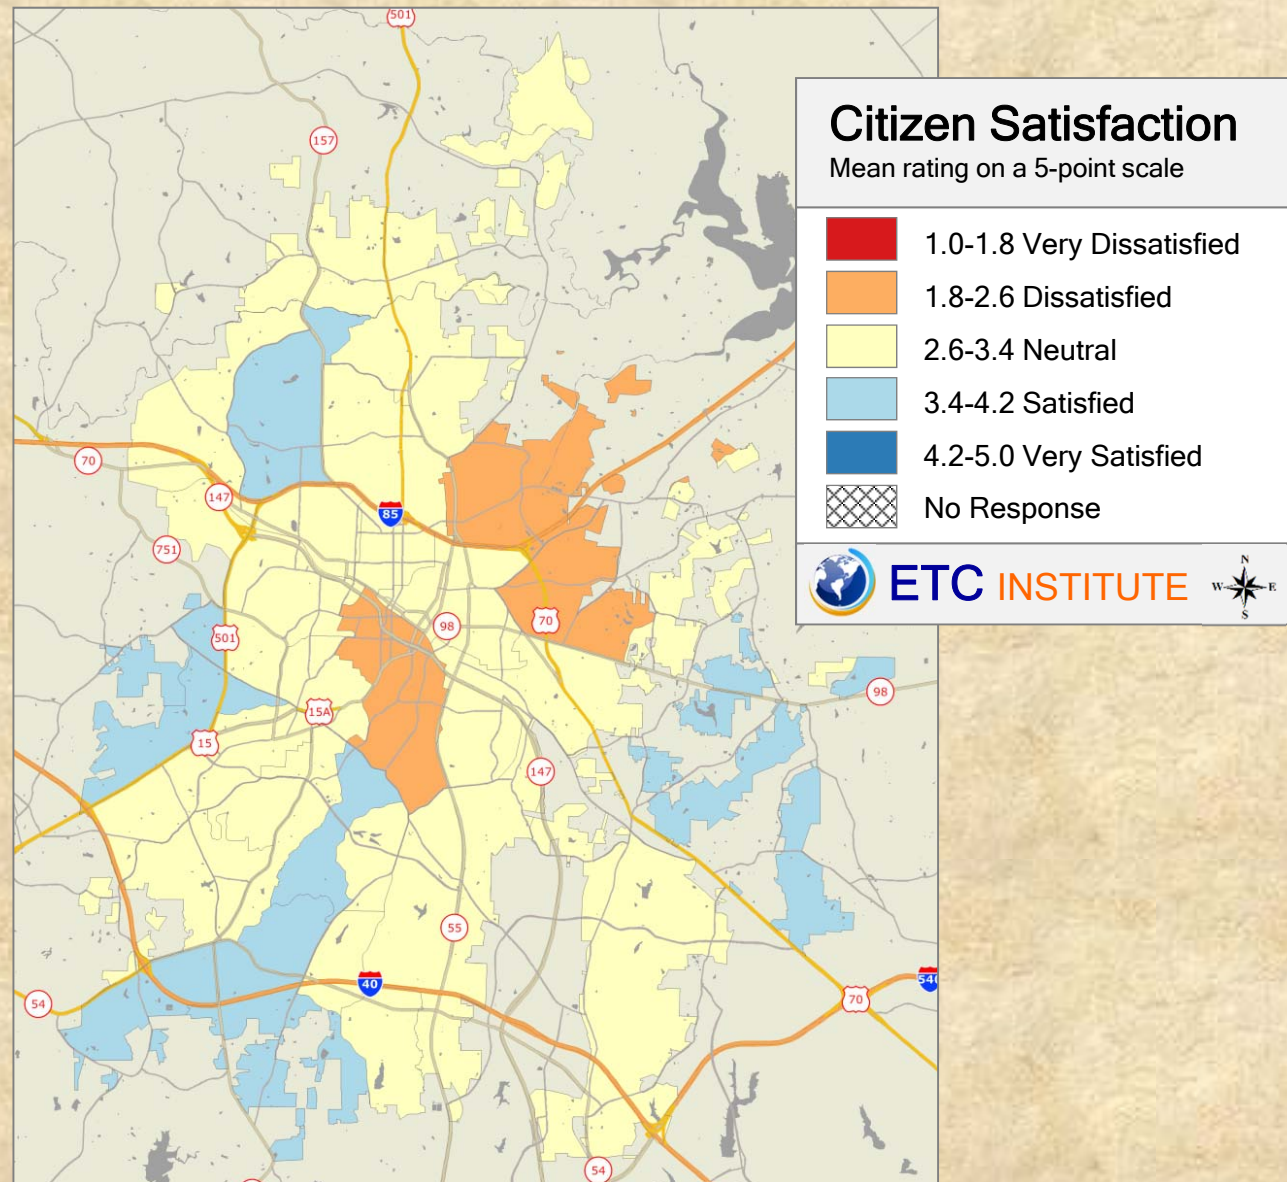 501
157
Citizen Satisfaction
Mean rating on a 5-point scale
1.0-1.8 Very Dissatisfied
1.8-2.6 Dissatisfied
2.6-3.4 Neutral
3.4-4.2 Satisfied
4.2-5.0 Very Satisfied
No Response
ETC INSTITUTE
N
W E
S
70
147
85
751
501
98
70
98
15A
15
147
55
40
54
70
540
54